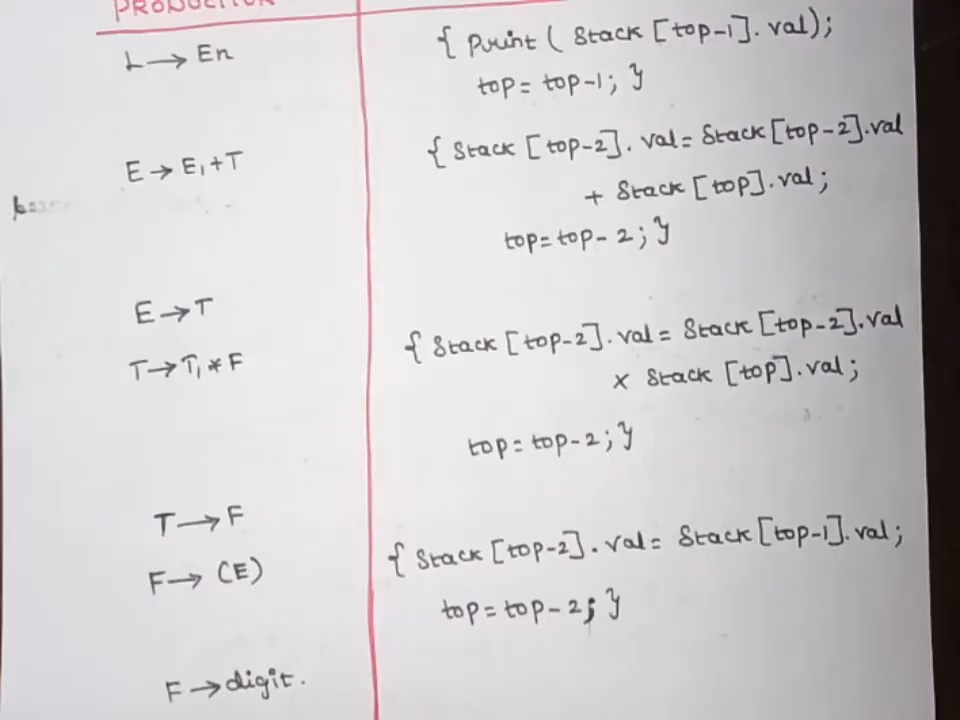 PRODUCTION
L → En
{ print ( Stack [top-1]. val);
top = top-1; }
E → E₁ + T
{ Stack [top-2]. val = Stack [top-2].val
+ Stack [top].val;
top = top - 2; }
E → T
T → T₁ * F
{ Stack [top-2]. val = Stack [top-2].val
× Stack [top]. val;
top = top-2; }
T → F
F → (E)
{ Stack [top-2]. val = Stack [top-1].val;
top = top-2; }
F → digit.